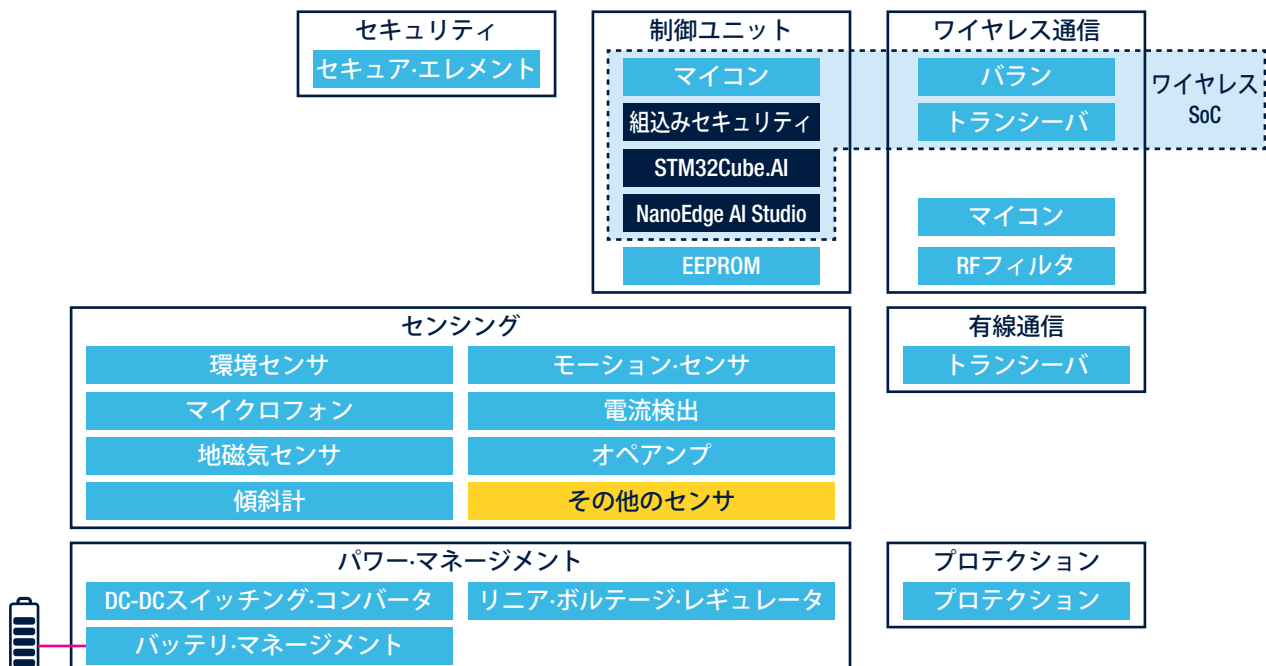 セキュリティ
セキュア·エレメント
制御ユニット
マイコン
組込みセキュリティ
STM32Cube.AI
NanoEdge AI Studio
EEPROM
ワイヤレス通信
バラン
トランシーバ
マイコン
RFフィルタ
ワイヤレス
SoC
センシング
環境センサ
モーション·センサ
マイクロフォン
電流検出
地磁気センサ
オペアンプ
傾斜計
その他のセンサ
有線通信
トランシーバ
パワー·マネージメント
DC-DCスイッチング·コンバータ
リニア·ボルテージ·レギュレータ
バッテリ·マネージメント
プロテクション
プロテクション